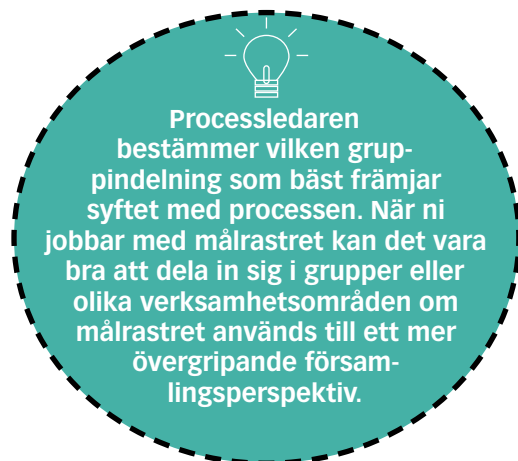 Processledaren
bestämmer vilken grup-
pindelning som bäst främjar
syftet med processen. När ni
jobbar med målrastret kan det vara
bra att dela in sig i grupper eller
olika verksamhetsområden om
målrastret används till ett mer
övergripande försam-
lingsperspektiv.